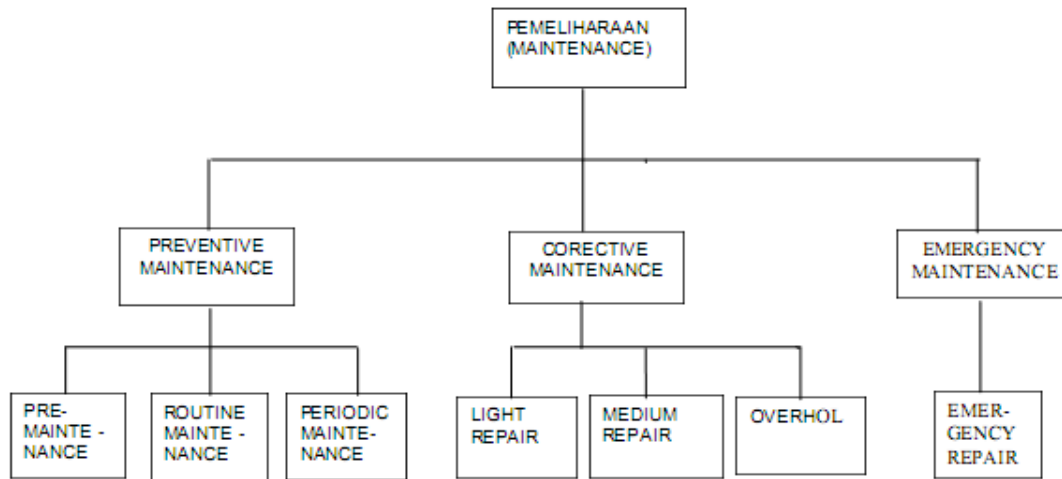 PEMELIHARAAN
(MAINTENANCE)
PREVENTIVE
MAINTENANCE
CORECTIVE
MAINTENANCE
EMERGENCY
MAINTENANCE
PRE-
MAINTE -
NANCE
ROUTINE
MAINTE -
NANCE
PERIODIC
MAINTE-
NANCE
LIGHT
REPAIR
MEDIUM
REPAIR
OVERHOL
EMER-
GENCY
REPAIR